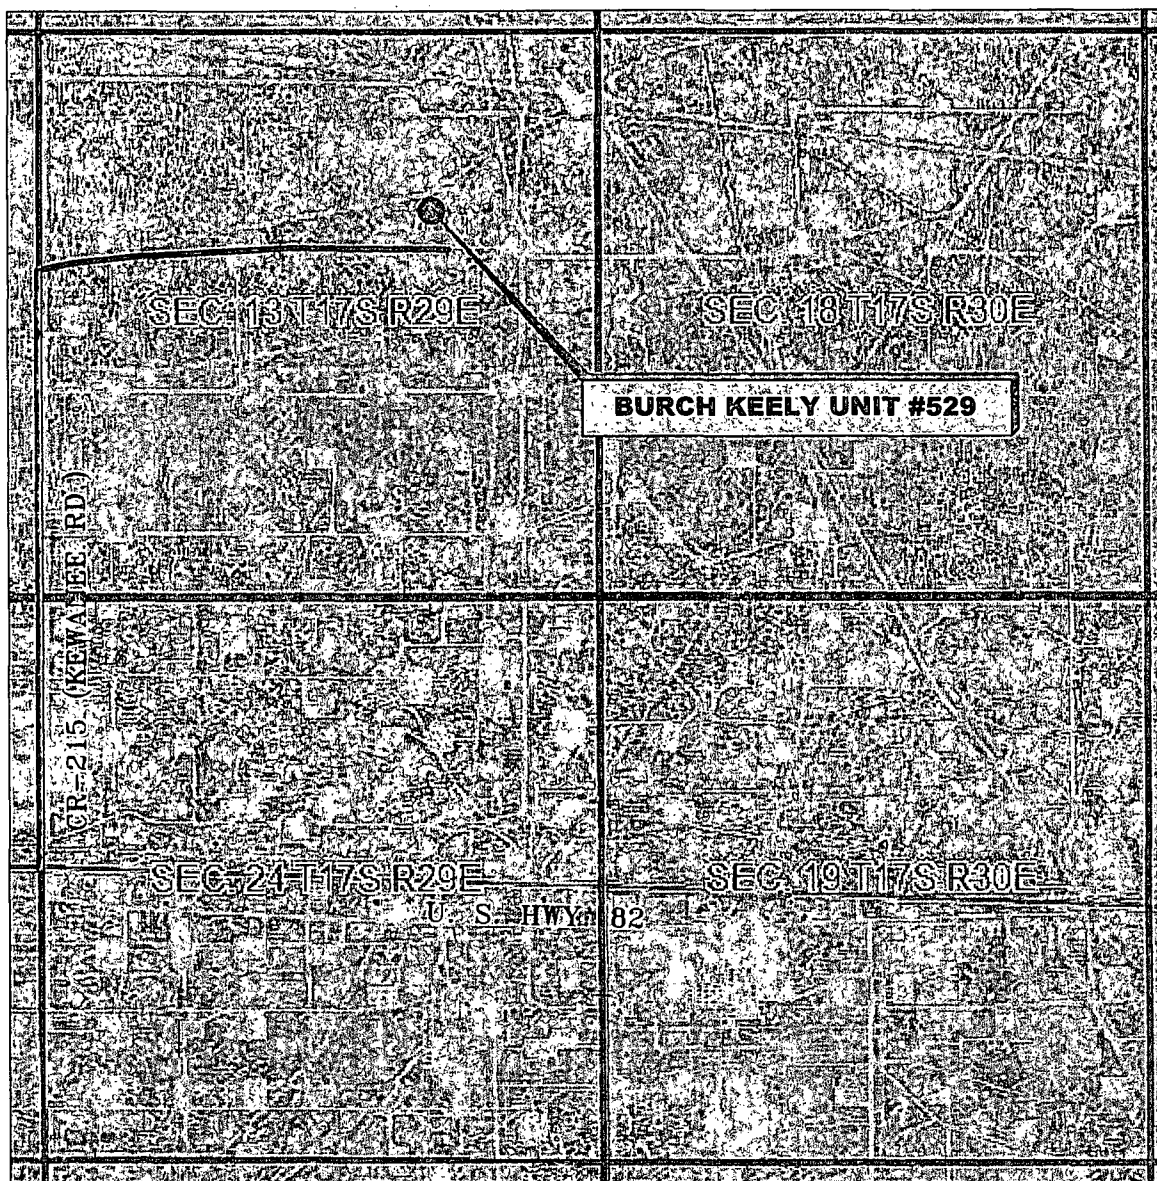 SEC. 13 T17S R29E
SEC. 18 T17S R30E
BURCH KEELY UNIT #529
CR-215 (KEWANEE RD.)
SEC. 24 T17S R29E
SEC. 19 T17S R30E
U. S. HWY. 82